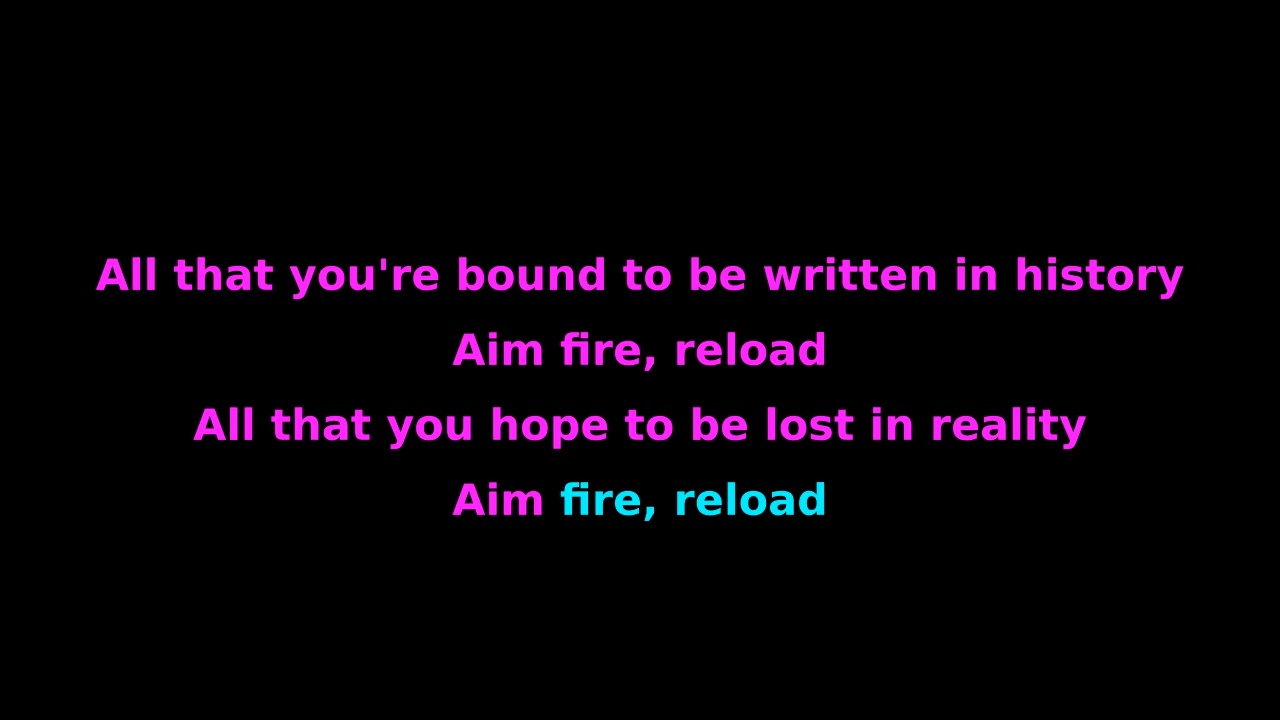 All that you're bound to be written in history
Aim fire, reload
All that you hope to be lost in reality
Aim fire, reload